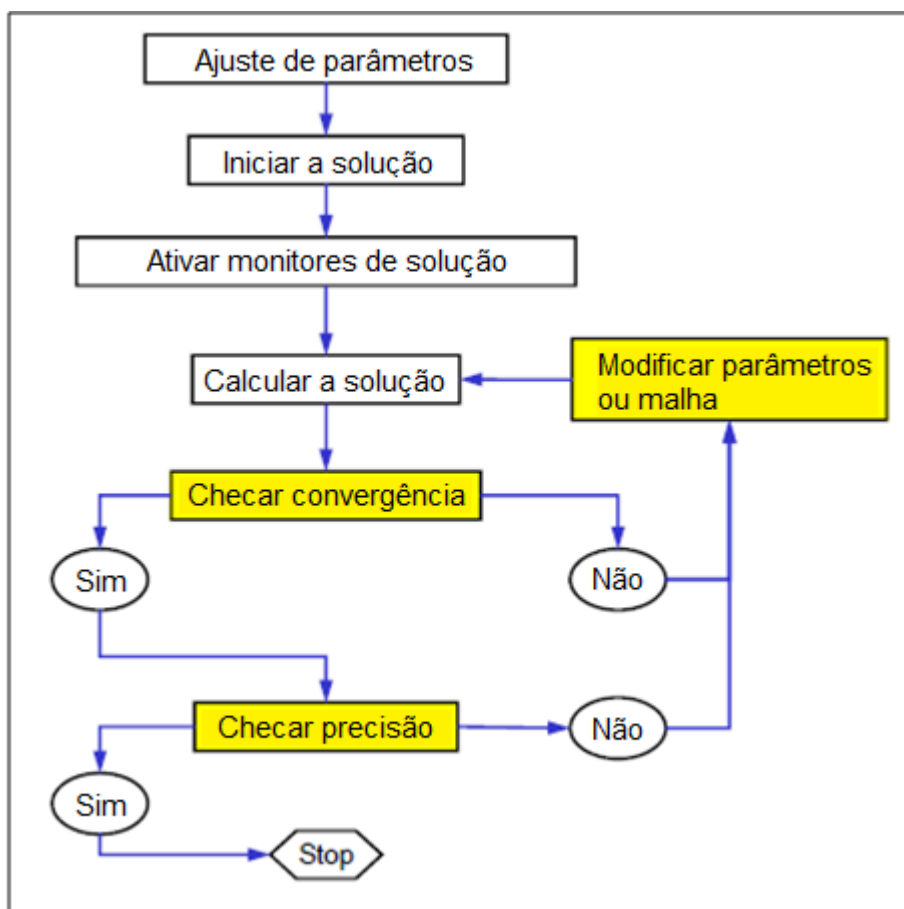 Ajuste de parâmetros
Iniciar a solução
Ativar monitores de solução
Calcular a solução
Modificar parâmetros
ou malha
Checar convergência
Sim
Não
Checar precisão
Não
Sim
Stop